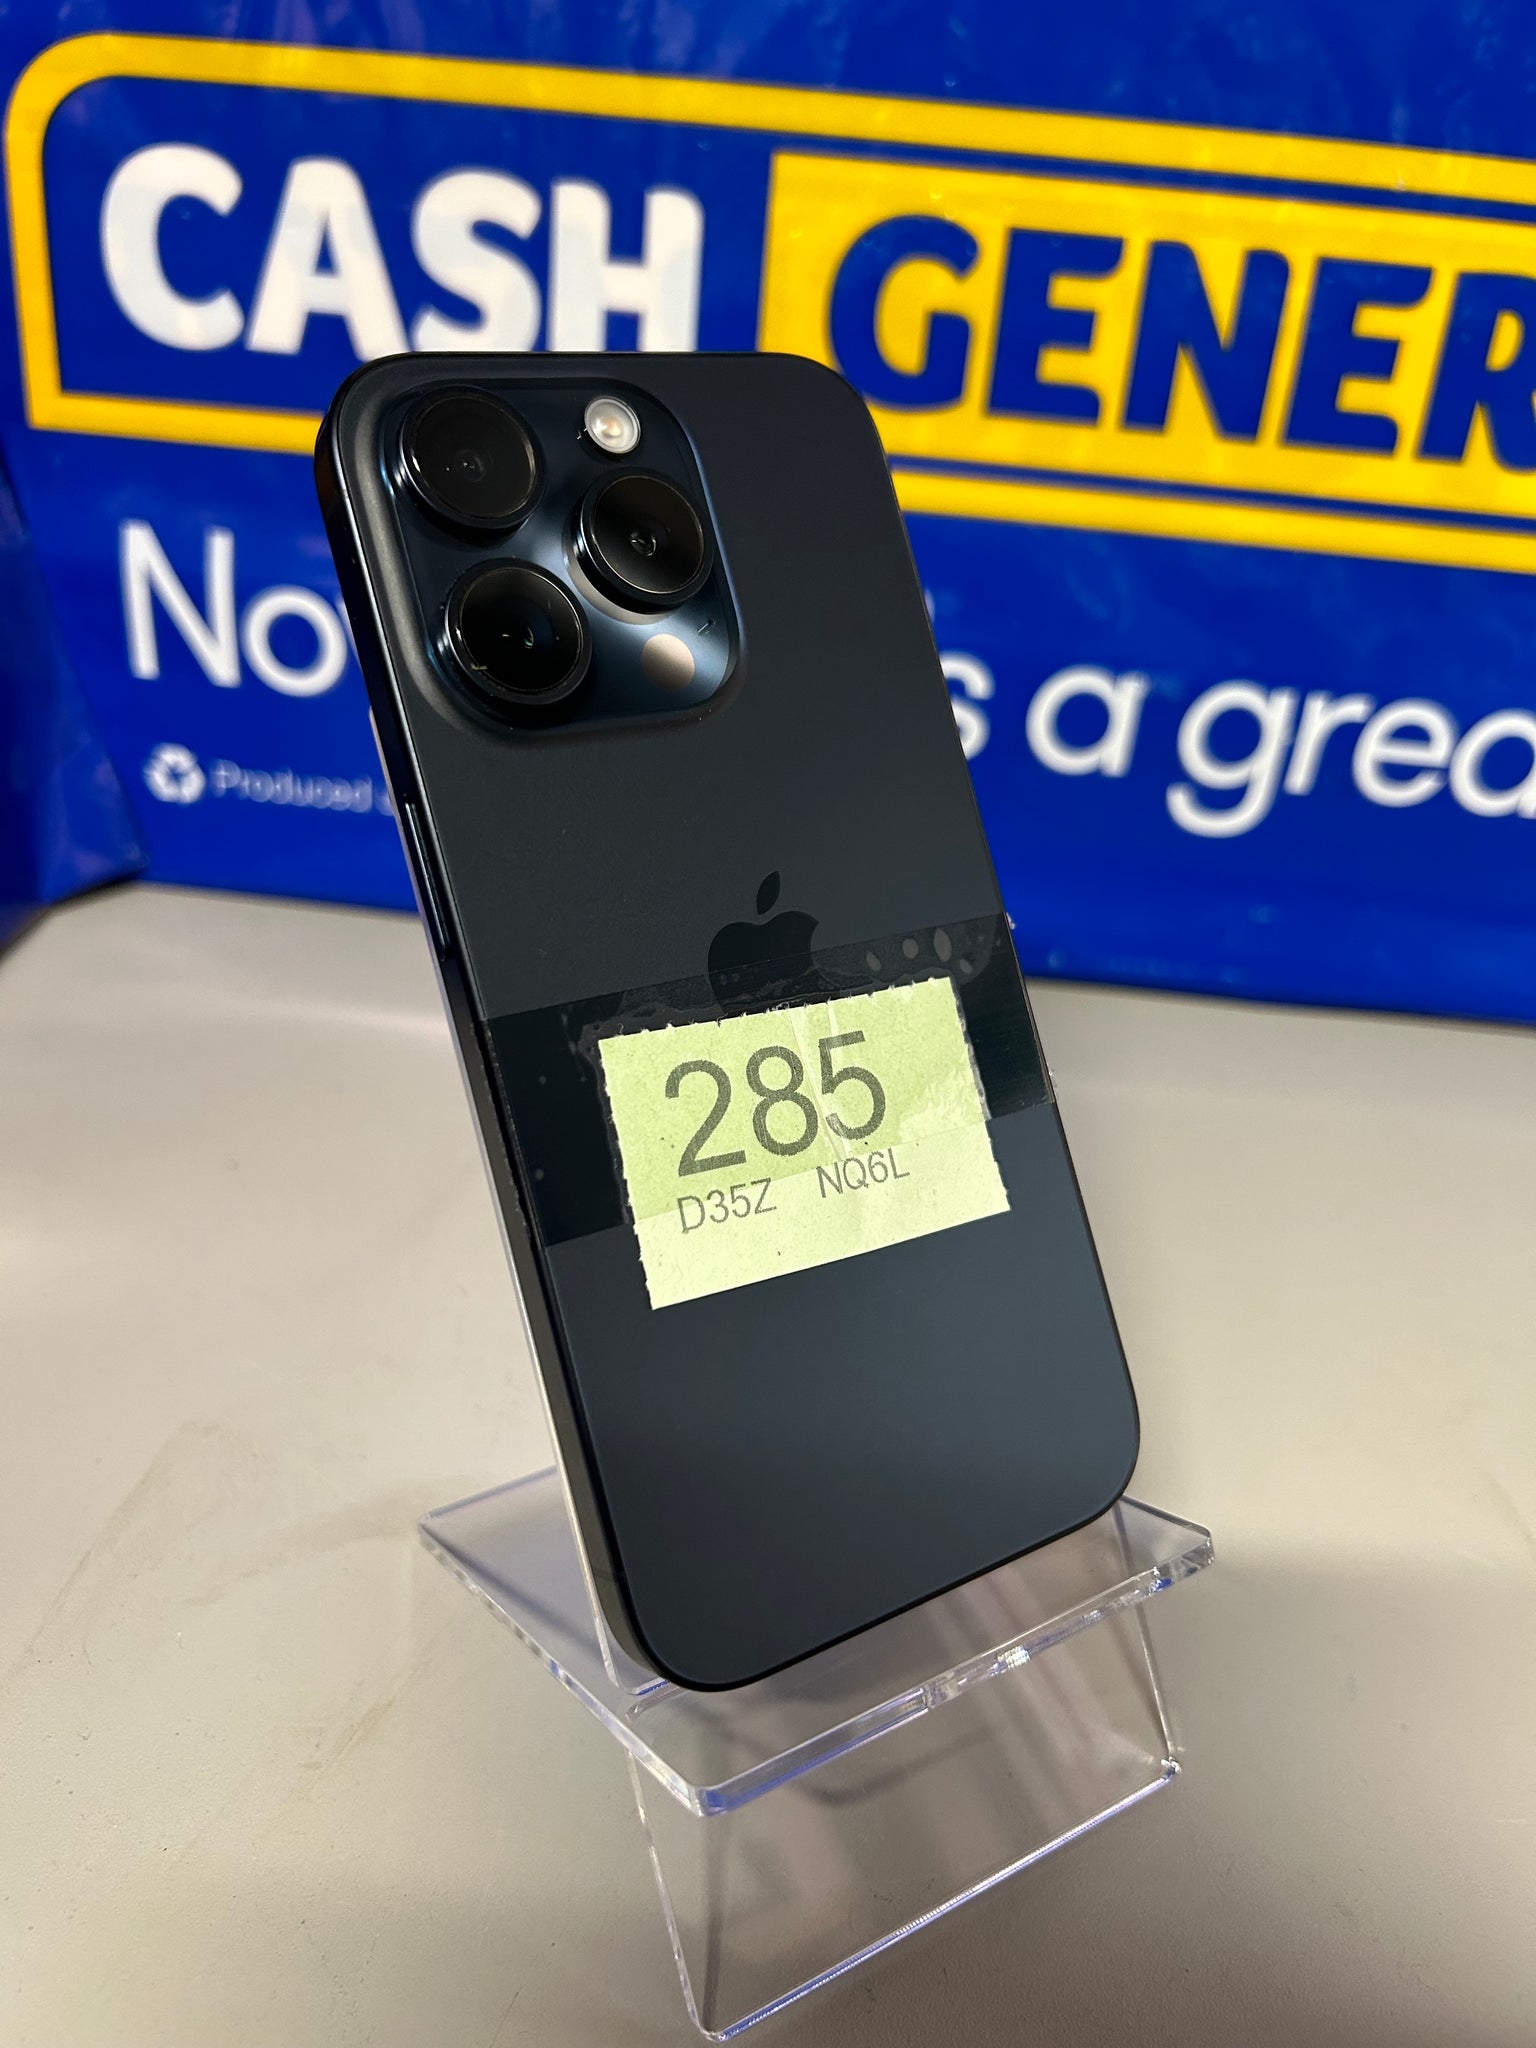 CASH GENER
No s a grea
Produced
285
D35Z NQ6L